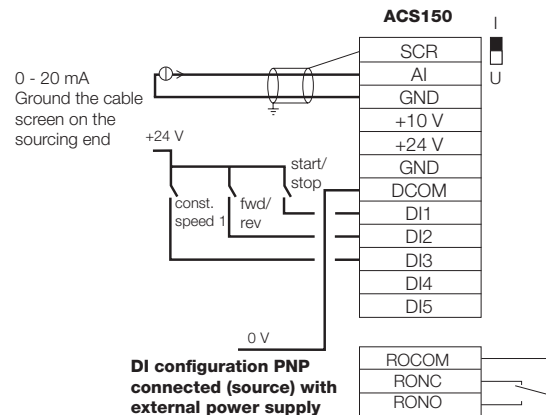 ACS150
I
SCR
AI
U
GND
+10 V
+24 V
GND
DCOM
DI1
DI2
DI3
DI4
DI5
0 - 20 mA
Ground the cable
screen on the
sourcing end
+24 V
start/
stop
const.
speed 1
fwd/
rev
0 V
DI configuration PNP
connected (source) with
external power supply
ROCOM
RONC
RONO